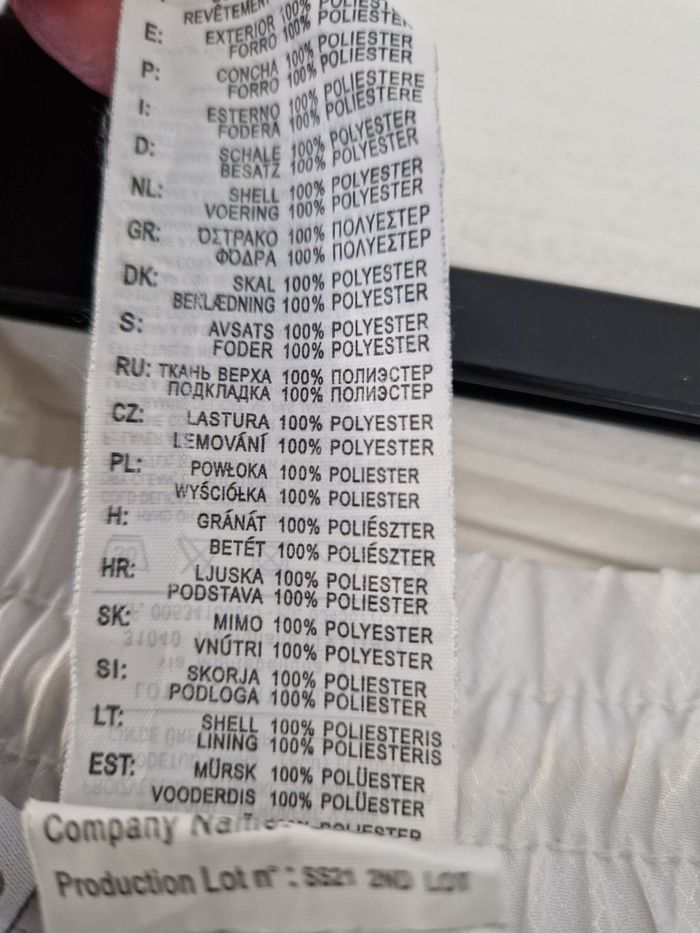 REVÊTEMENT 100% POLIEST
E: EXTERIOR 100% POLIESTER
FORRO 100% POLIESTER
P: CONCHA 100% POLIESTER
FORRO 100% POLIESTER
I: ESTERNO 100% POLIESTERE
FODERA 100% POLIESTERE
D: SCHALE 100% POLYESTER
BESATZ 100% POLYESTER
NL: SHELL 100% POLYESTER
VOERING 100% POLYESTER
GR: ΌΣΤΡΑΚΟ 100% ΠΟΛΥΕΣΤΕΡ
ΦΌΔΡΑ 100% ΠΟΛΥΕΣΤΕΡ
DK: SKAL 100% POLYESTER
BEKLÆDNING 100% POLYESTER
S: AVSATS 100% POLYESTER
FODER 100% POLYESTER
RU: ТКАНЬ ВЕРХА 100% ПОЛИЭСТЕР
ПОДКЛАДКА 100% ПОЛИЭСТЕР
CZ: LASTURA 100% POLYESTER
LEMOVÁNÍ 100% POLYESTER
PL: POWŁOKA 100% POLIESTER
WYŚCIÓŁKA 100% POLIESTER
H: GRÁNÁT 100% POLIÉSZTER
BETÉT 100% POLIÉSZTER
HR: LJUSKA 100% POLIESTER
PODSTAVA 100% POLIESTER
SK: MIMO 100% POLYESTER
VNÚTRI 100% POLYESTER
SI: SKORJA 100% POLIESTER
PODLOGA 100% POLIESTER
LT: SHELL 100% POLIESTERIS
LINING 100% POLIESTERIS
EST: MÜRSK 100% POLÜESTER
VOODERDIS 100% POLÜESTER
POLIESTER
Company Name
Production Lot n° : SS21 2ND LOT